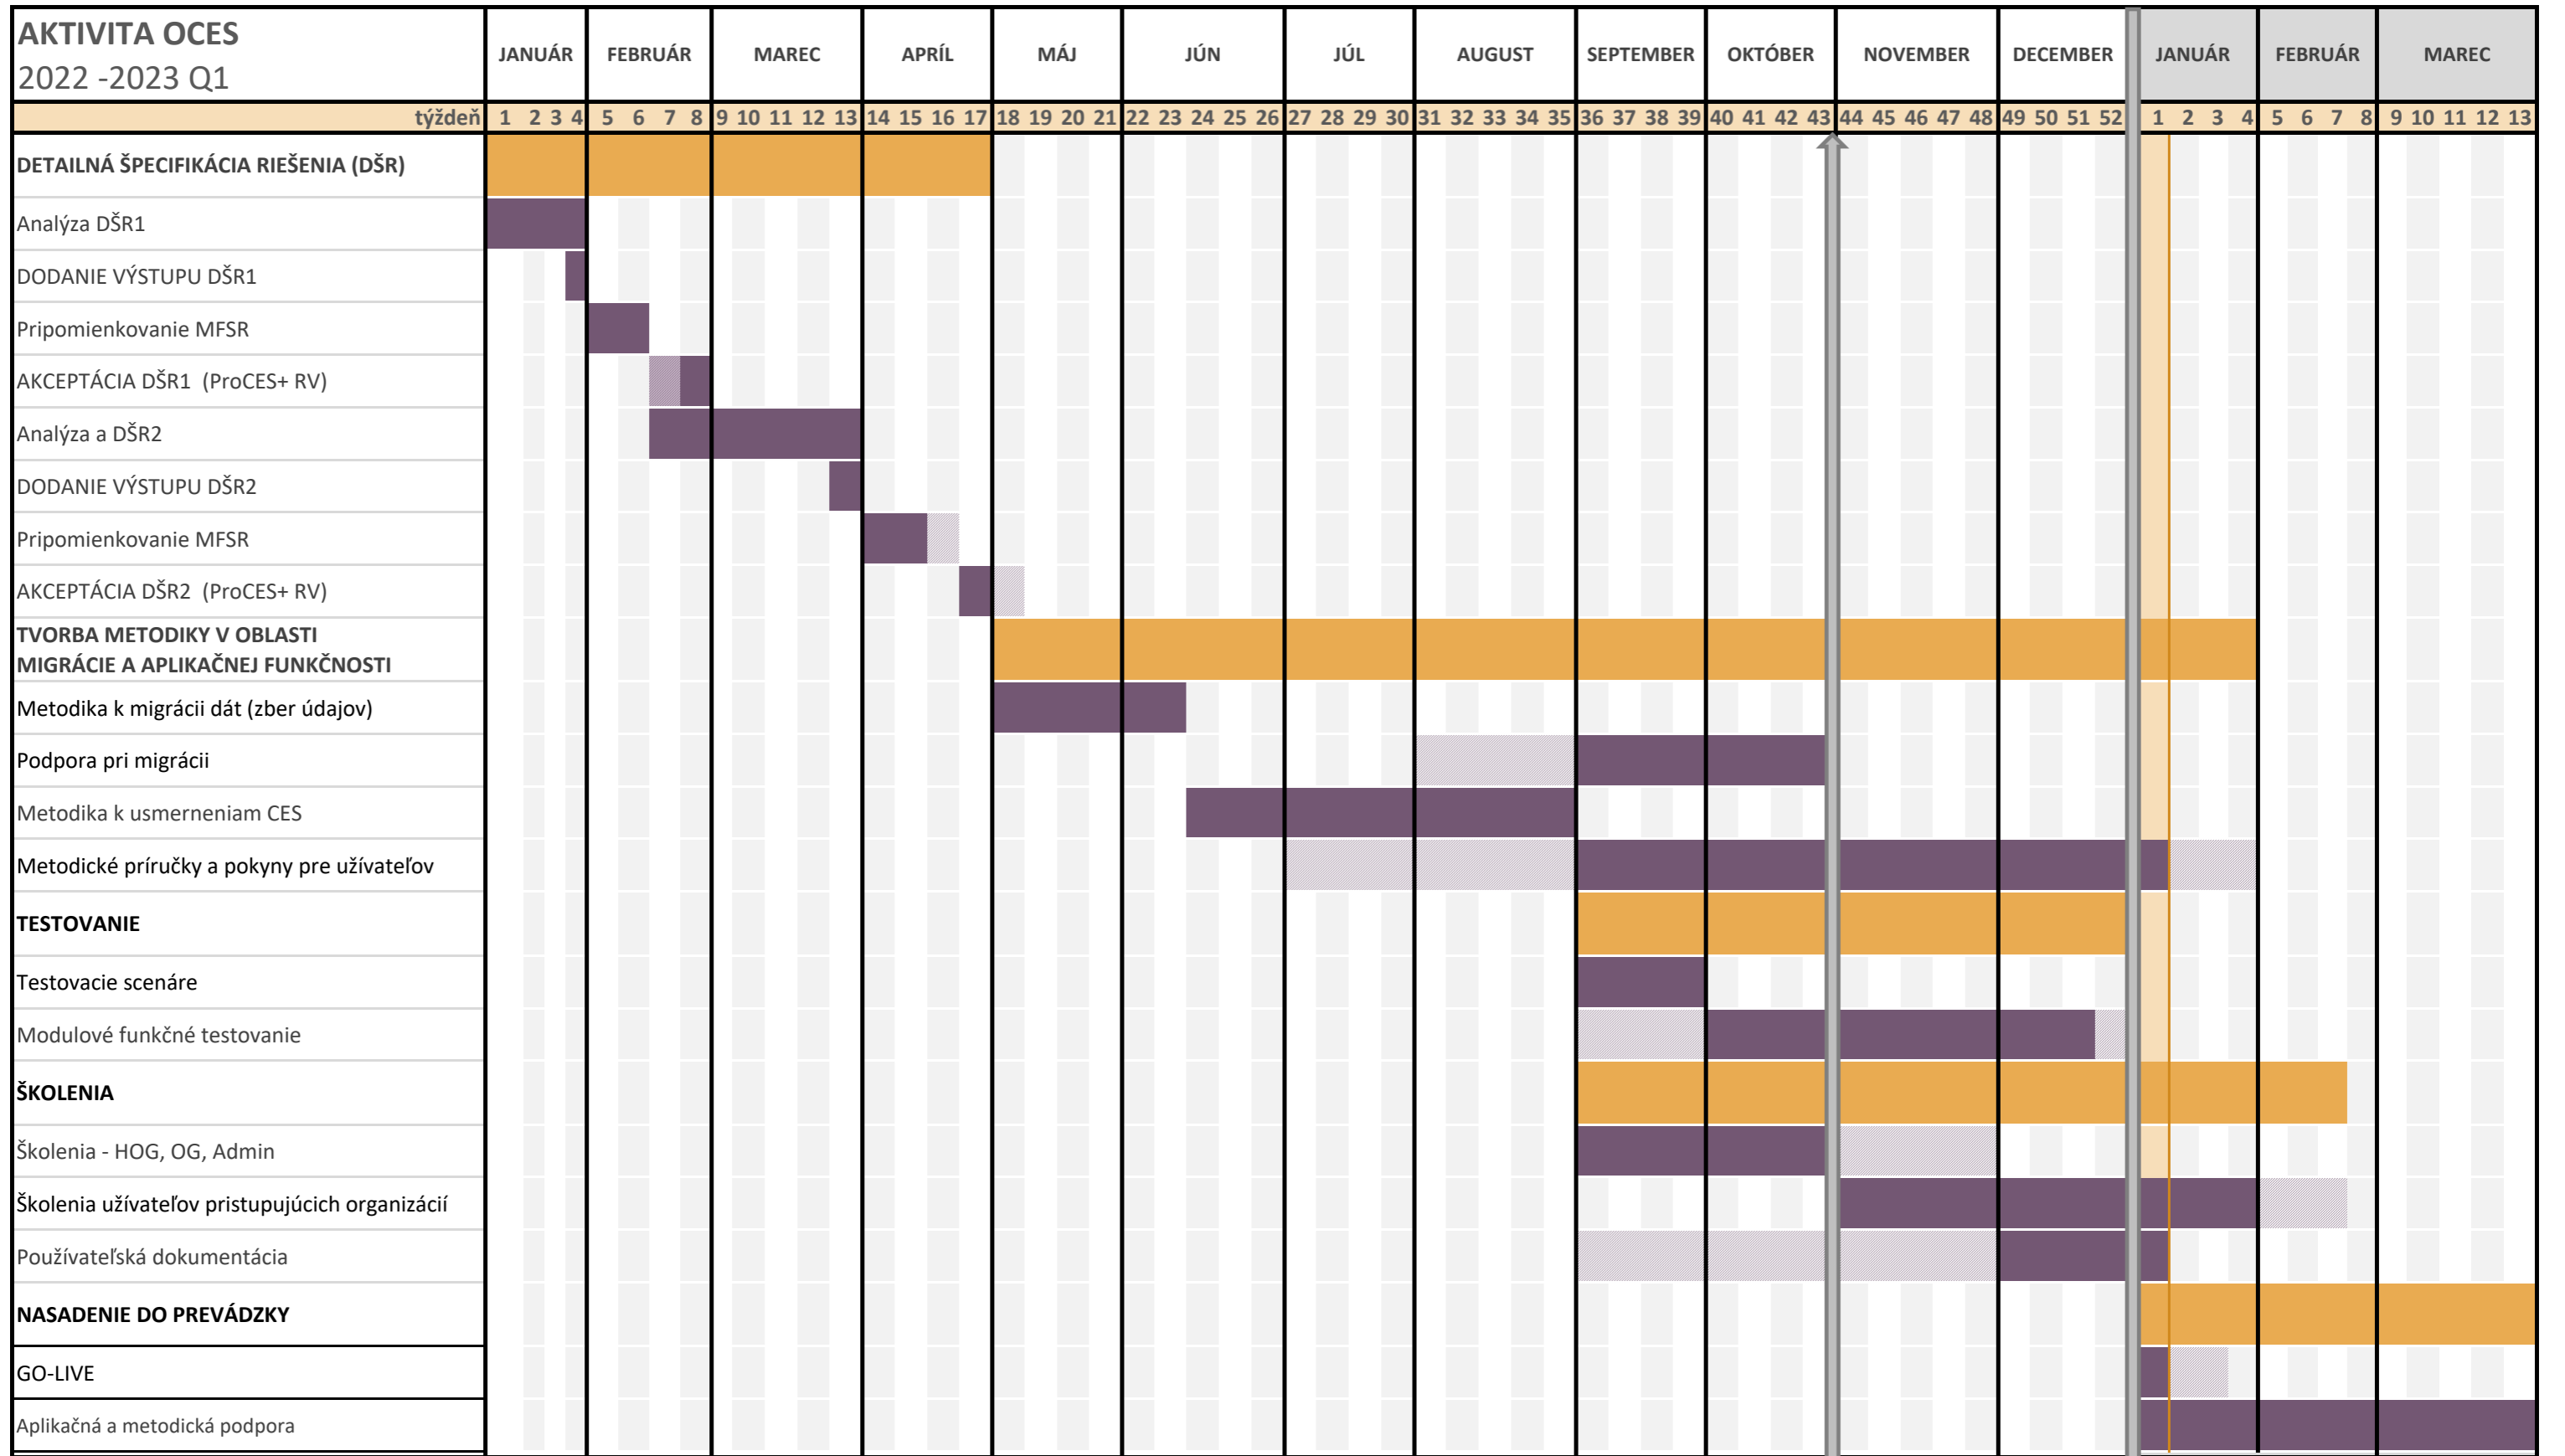 AKTIVITA OCES
2022 -2023 Q1
JANUÁR FEBRUÁR MAREC APRÍL MÁJ JÚN JÚL AUGUST SEPTEMBER OKTÓBER NOVEMBER DECEMBER JANUÁR FEBRUÁR MAREC
týždeň 1 2 3 4 5 6 7 8 9 10 11 12 13 14 15 16 17 18 19 20 21 22 23 24 25 26 27 28 29 30 31 32 33 34 35 36 37 38 39 40 41 42 43 44 45 46 47 48 49 50 51 52 1 2 3 4 5 6 7 8 9 10 11 12 13
DETAILNÁ ŠPECIFIKÁCIA RIEŠENIA (DŠR)
Analýza DŠR1
DODANIE VÝSTUPU DŠR1
Pripomienkovanie MFSR
AKCEPTÁCIA DŠR1 (ProCES+ RV)
Analýza a DŠR2
DODANIE VÝSTUPU DŠR2
Pripomienkovanie MFSR
AKCEPTÁCIA DŠR2 (ProCES+ RV)
TVORBA METODIKY V OBLASTI
MIGRÁCIE A APLIKAČNEJ FUNKČNOSTI
Metodika k migrácii dát (zber údajov)
Podpora pri migrácii
Metodika k usmerneniam CES
Metodické príručky a pokyny pre užívateľov
TESTOVANIE
Testovacie scenáre
Modulové funkčné testovanie
ŠKOLENIA
Školenia - HOG, OG, Admin
Školenia užívateľov pristupujúcich organizácií
Používateľská dokumentácia
NASADENIE DO PREVÁDZKY
GO-LIVE
Aplikačná a metodická podpora